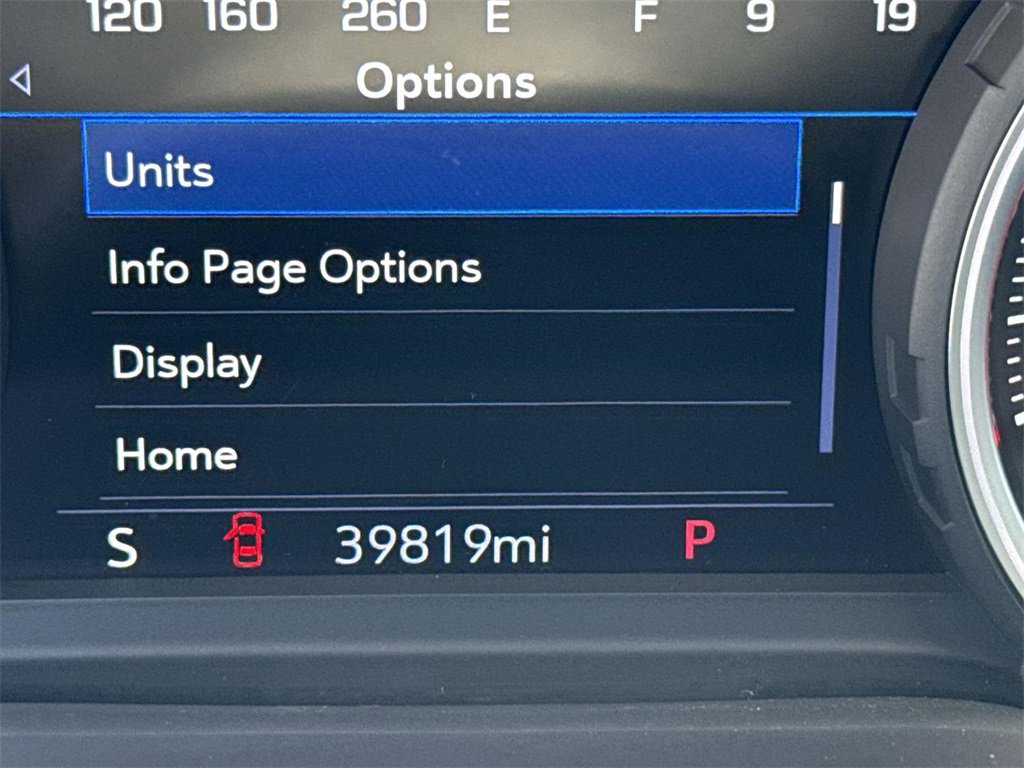 120 160 260 E F 9 19
Options
Units
Info Page Options
Display
Home
S 39819mi P